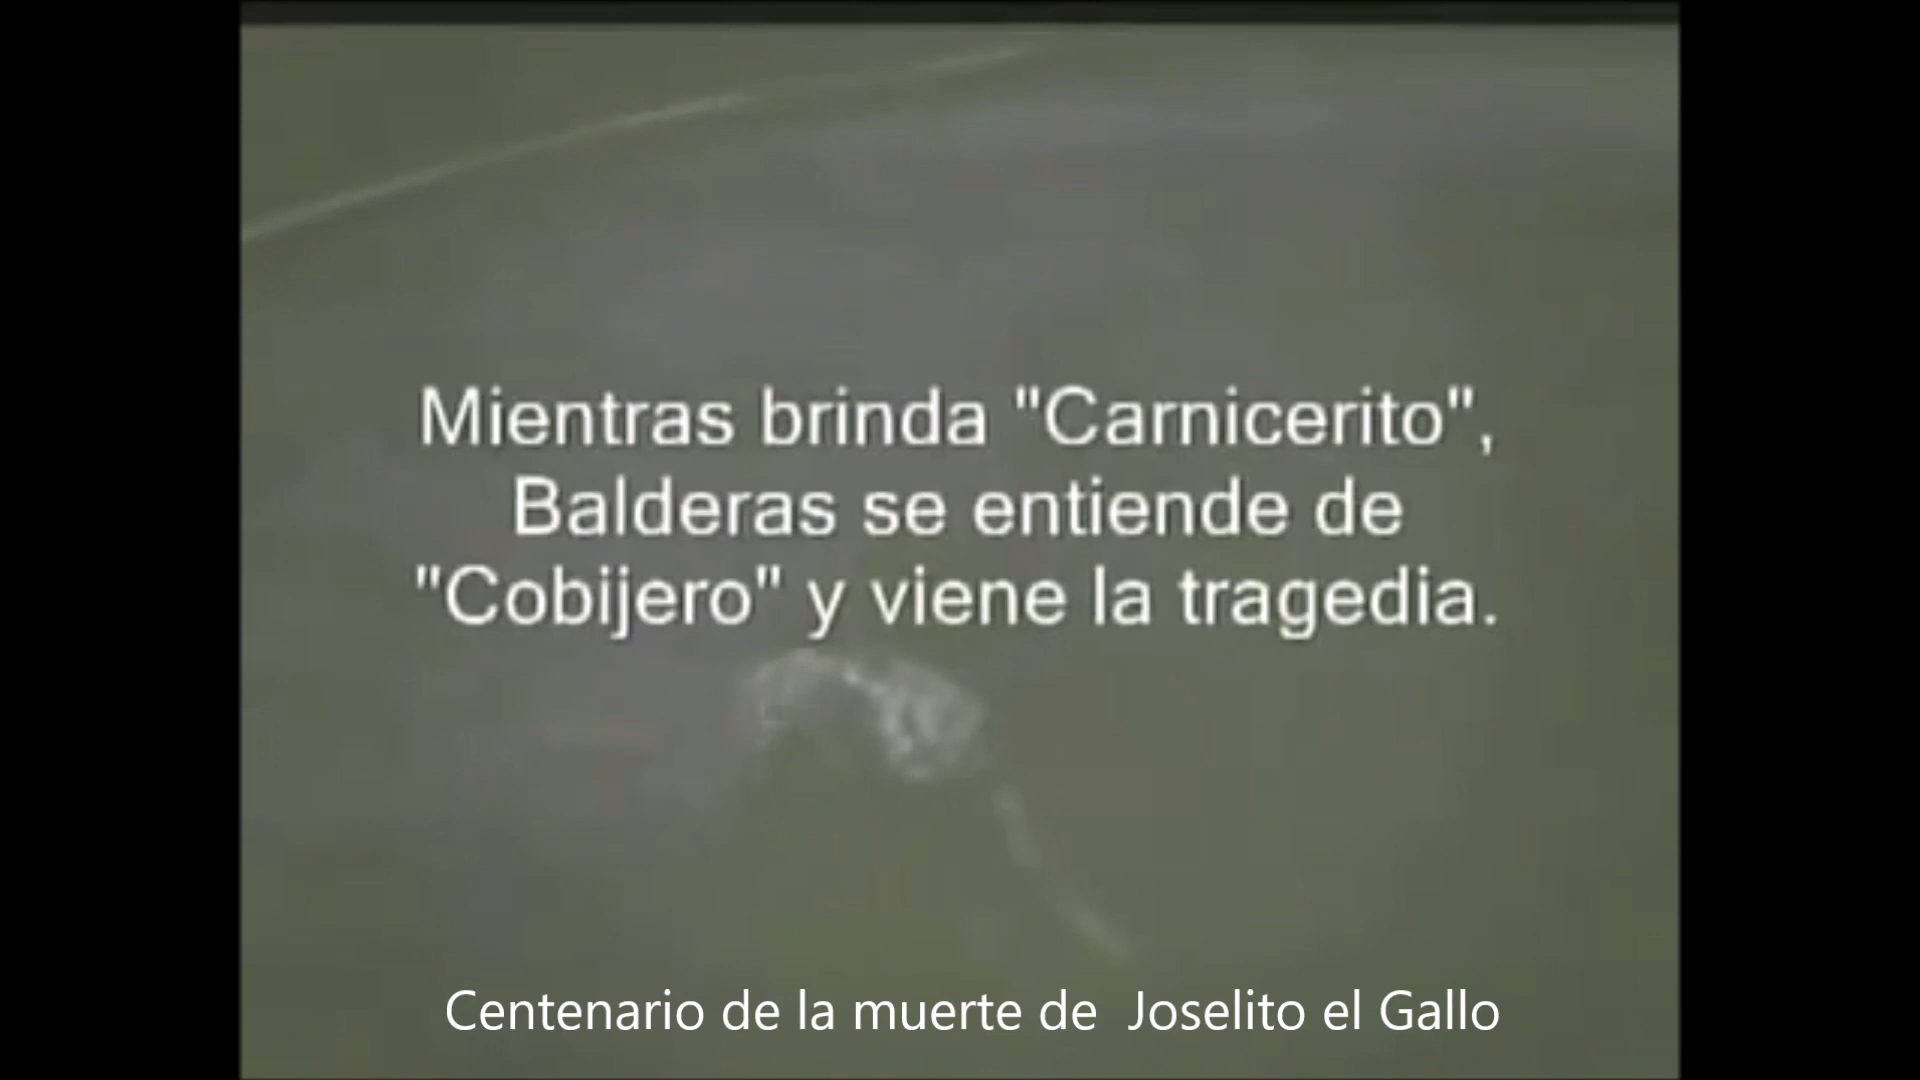 Mientras brinda "Carnicerito",
Balderas se entiende de
"Cobijero" y viene la tragedia.
Centenario de la muerte de Joselito el Gallo